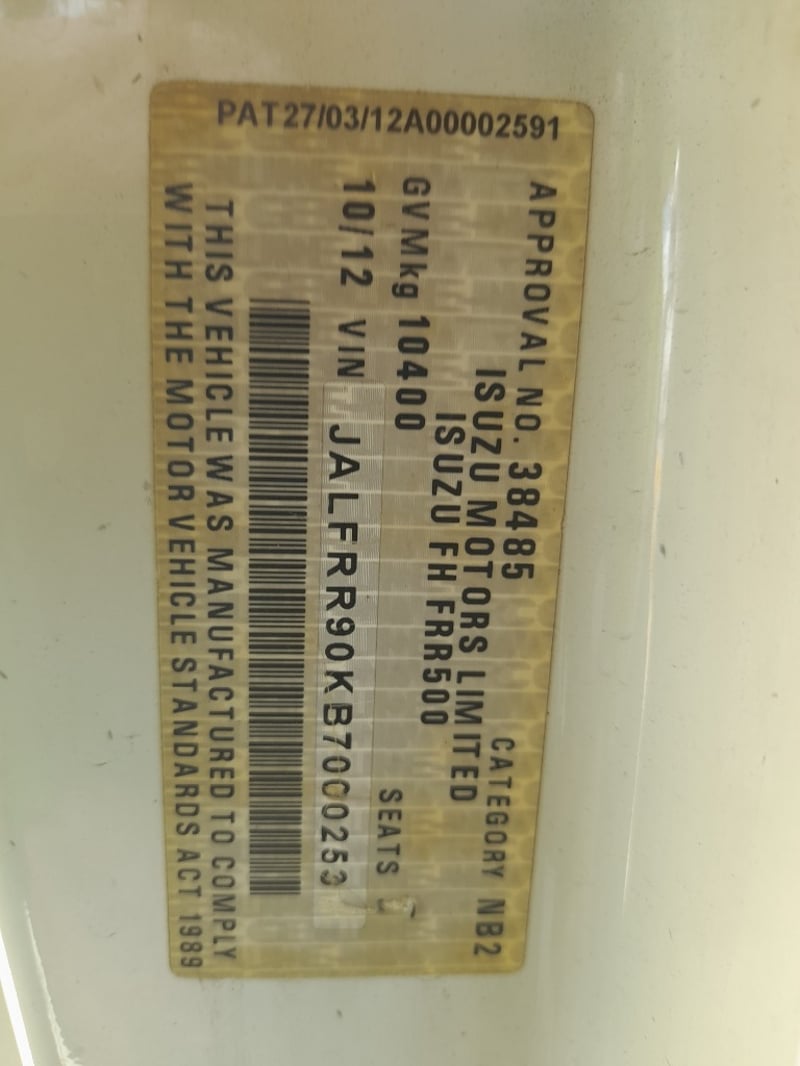 PAT27/03/12A00002591
APPROVAL NO. 38485 CATEGORY NB2
ISUZU MOTORS LIMITED
ISUZU FH FRR500
GVMkg 10400 SEATS
10/12 VIN JALFRR90KB7000253
THIS VEHICLE WAS MANUFACTURED TO COMPLY
WITH THE MOTOR VEHICLE STANDARDS ACT 1989